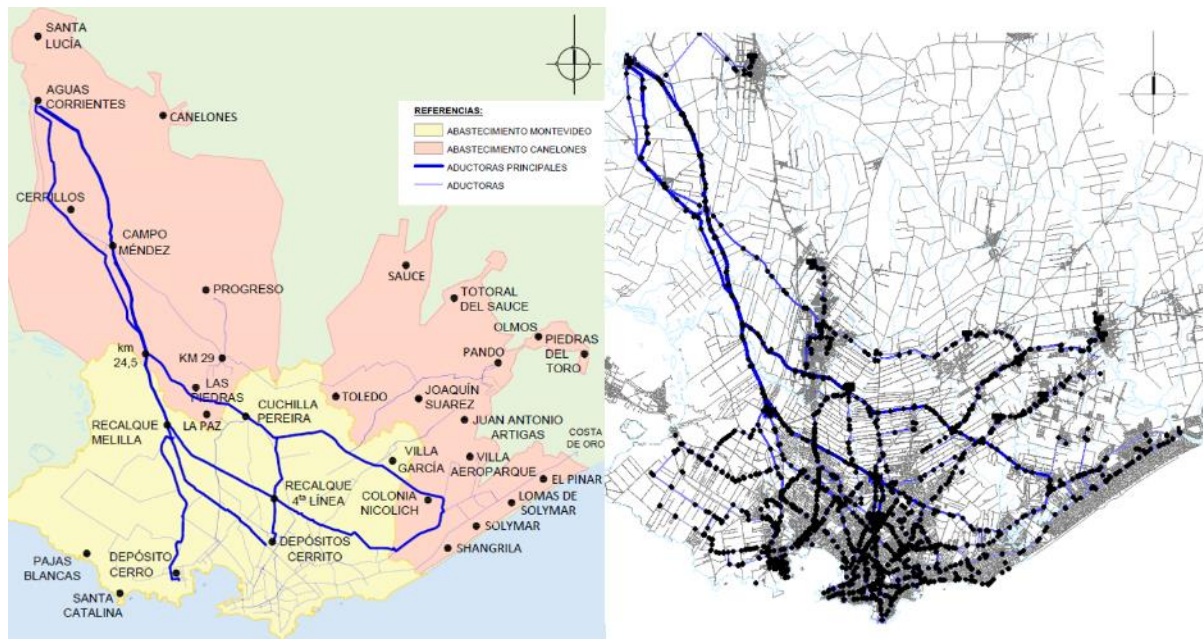 SANTA
LUCÍA
AGUAS
CORRIENTES
CANELONES
REFERENCIAS:
ABASTECIMIENTO MONTEVIDEO
ABASTECIMIENTO CANELONES
ADUCTORAS PRINCIPALES
ADUCTORAS
CERRILLOS
CAMPO
MÉNDEZ
SAUCE
PROGRESO
TOTORAL
DEL SAUCE
OLMOS
PIEDRAS
DEL
TORO
km
24,5
KM 29
PANDO
LAS
PIEDRAS
TOLEDO
JOAQUÍN
SUAREZ
CUCHILLA
PEREIRA
RECALQUE
MELILLA
LA PAZ
JUAN ANTONIO
ARTIGAS
COSTA
DE ORO
VILLA
GARCÍA
VILLA
AEROPARQUE
EL PINAR
RECALQUE
4ta LÍNEA
COLONIA
NICOLICH
LOMAS DE
SOLYMAR
SOLYMAR
DEPÓSITOS
CERRITO
SHANGRILA
PAJAS
BLANCAS
DEPÓSITO
CERRO
SANTA
CATALINA